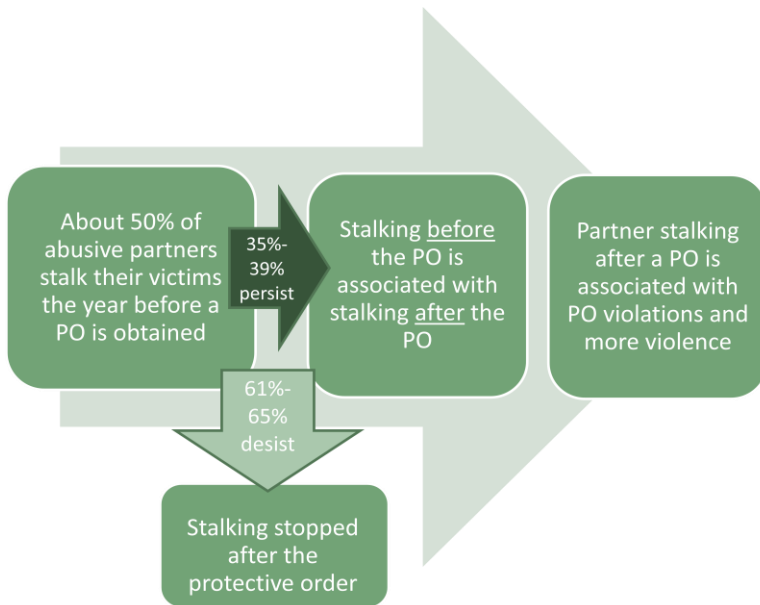 About 50% of
abusive partners
stalk their victims
the year before a
PO is obtained
35%-
39%
persist
Stalking before
the PO is
associated with
stalking after the
PO
Partner stalking
after a PO is
associated with
PO violations and
more violence
61%-
65%
desist
Stalking stopped
after the
protective order